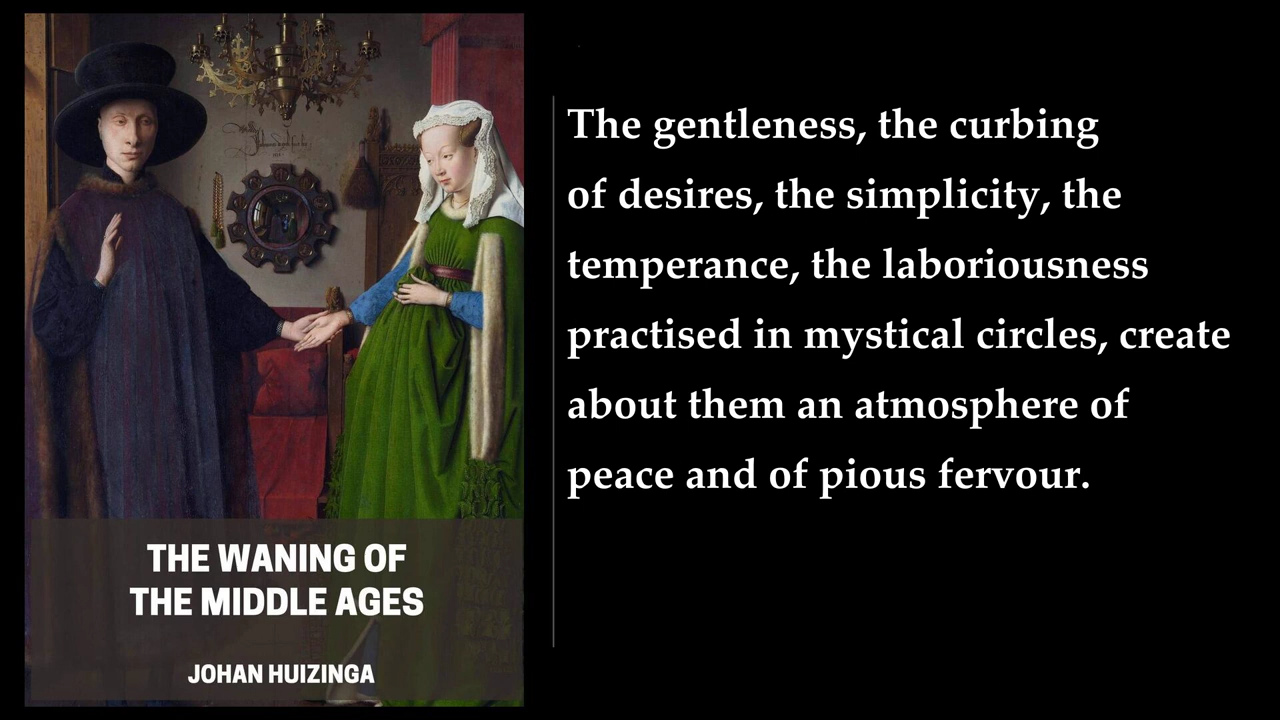 The gentleness, the curbing
of desires, the simplicity, the
temperance, the laboriousness
practised in mystical circles, create
about them an atmosphere of
peace and of pious fervour.
THE WANING OF
THE MIDDLE AGES
JOHAN HUIZINGA